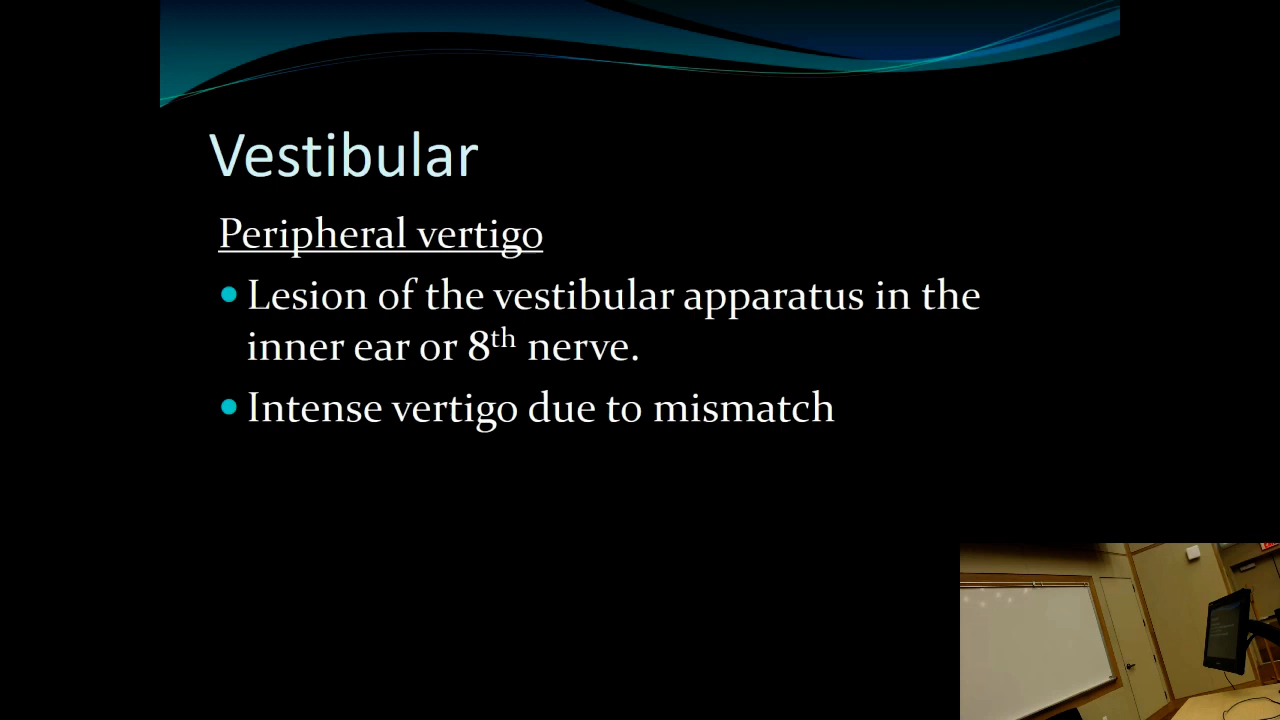 Vestibular
Peripheral vertigo
Lesion of the vestibular apparatus in the
inner ear or 8th nerve.
Intense vertigo due to mismatch